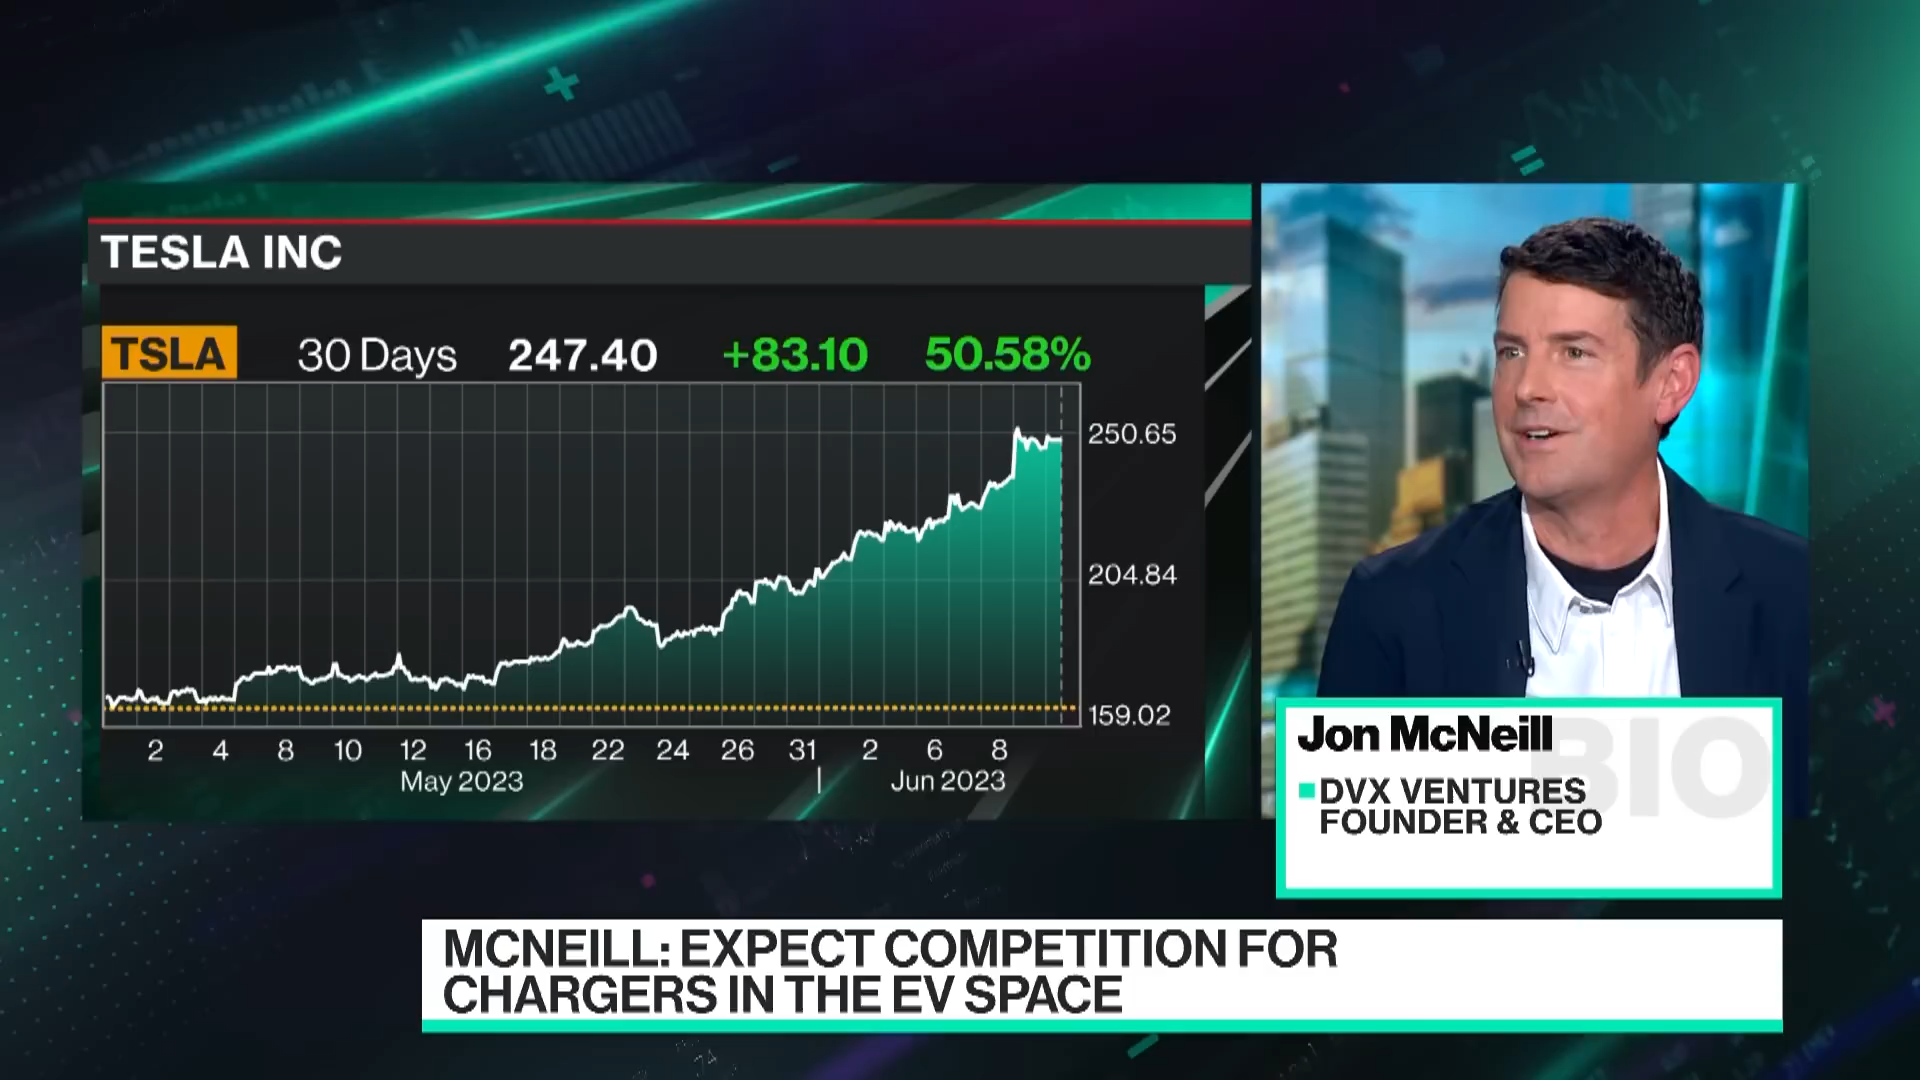 TESLA INC
TSLA 30 Days 247.40 +83.10 50.58%
250.65
204.84
159.02
2 4 8 10 12 16 18 22 24 26 31 2 6 8
May 2023 | Jun 2023
BIO
Jon McNeill
DVX VENTURES
FOUNDER & CEO
MCNEILL: EXPECT COMPETITION FOR
CHARGERS IN THE EV SPACE